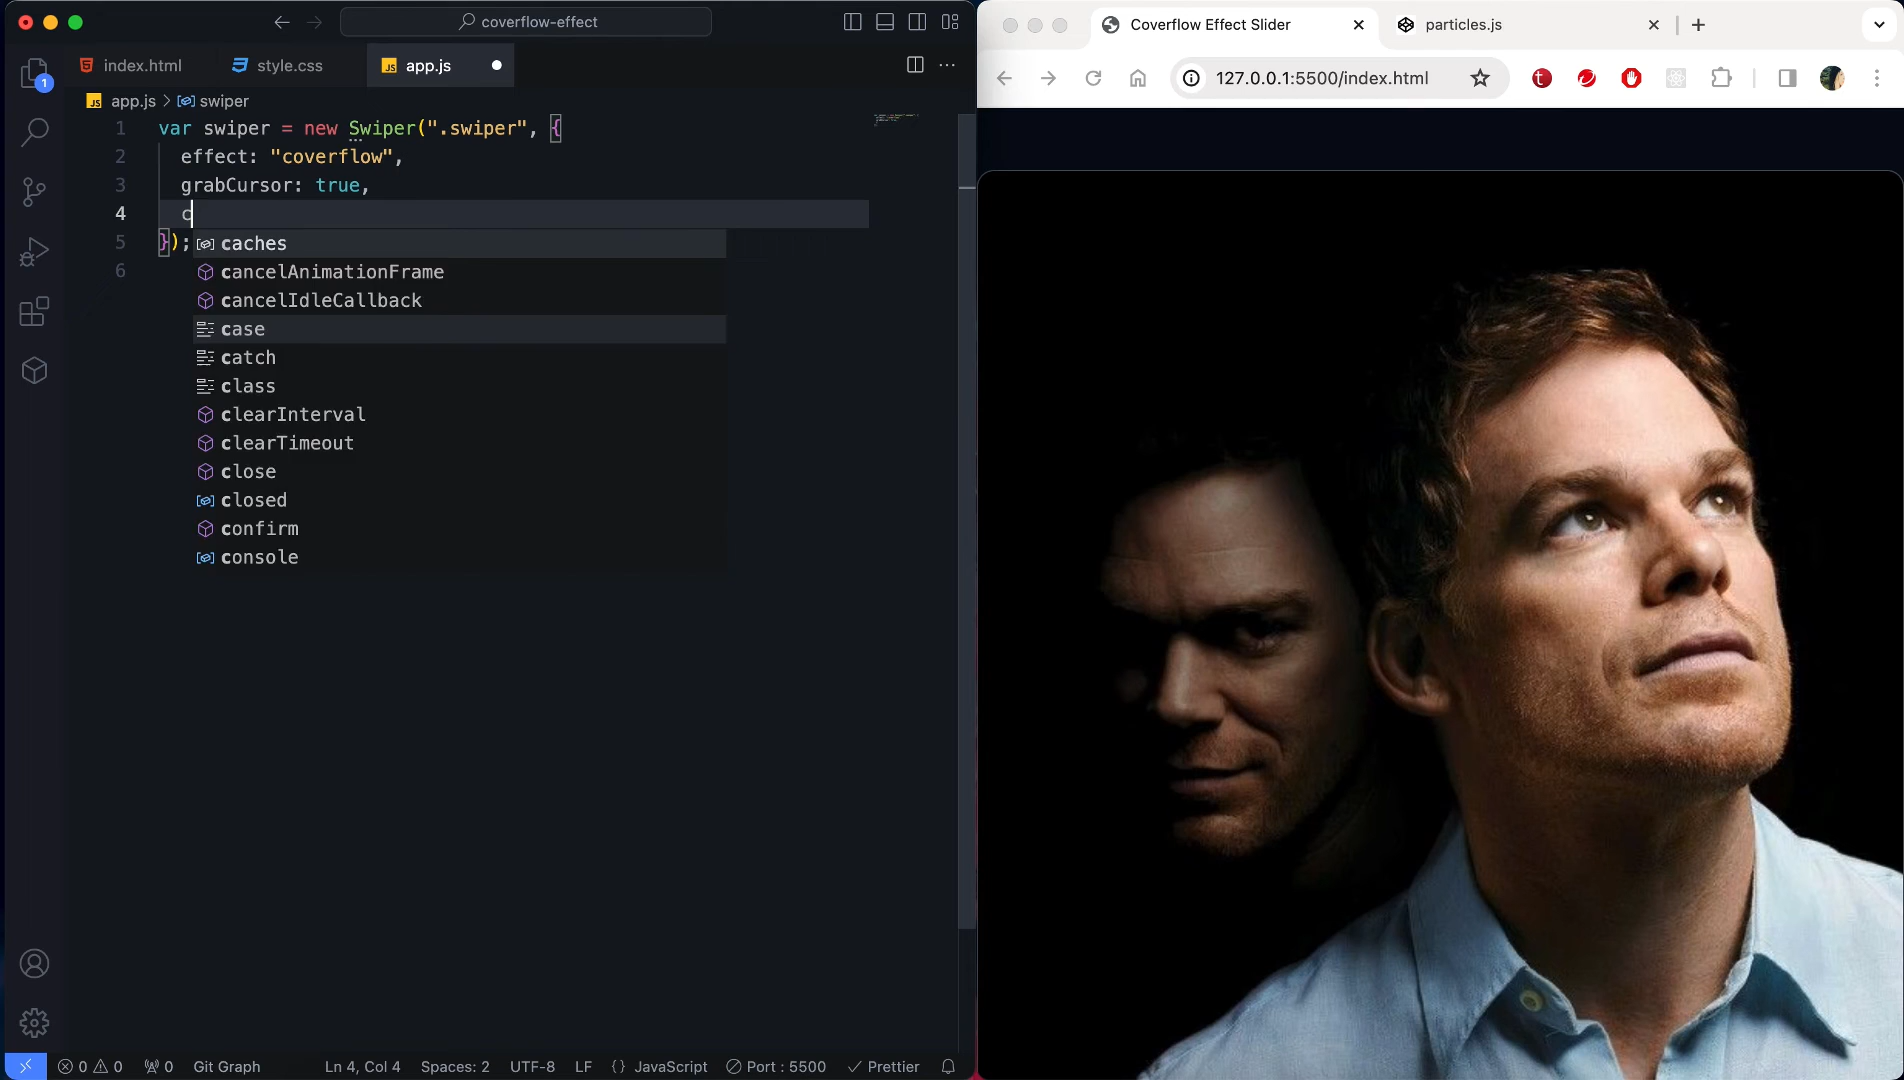 coverflow-effect
index.html
style.css
app.js
app.js > swiper
1 var swiper = new Swiper(".swiper", {
2 effect: "coverflow",
3 grabCursor: true,
4 c
5 });
6
caches
cancelAnimationFrame
cancelIdleCallback
case
catch
class
clearInterval
clearTimeout
close
closed
confirm
console
1
0 0 0 Git Graph Ln 4, Col 4 Spaces: 2 UTF-8 LF {} JavaScript Port : 5500 Prettier
Coverflow Effect Slider
particles.js
127.0.0.1:5500/index.html